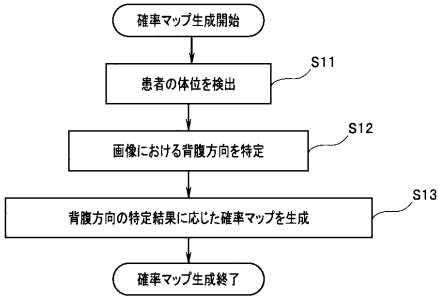 確率マップ生成開始
患者の体位を検出
S11
画像における背腹方向を特定
S12
背腹方向の特定結果に応じた確率マップを生成
S13
確率マップ生成終了